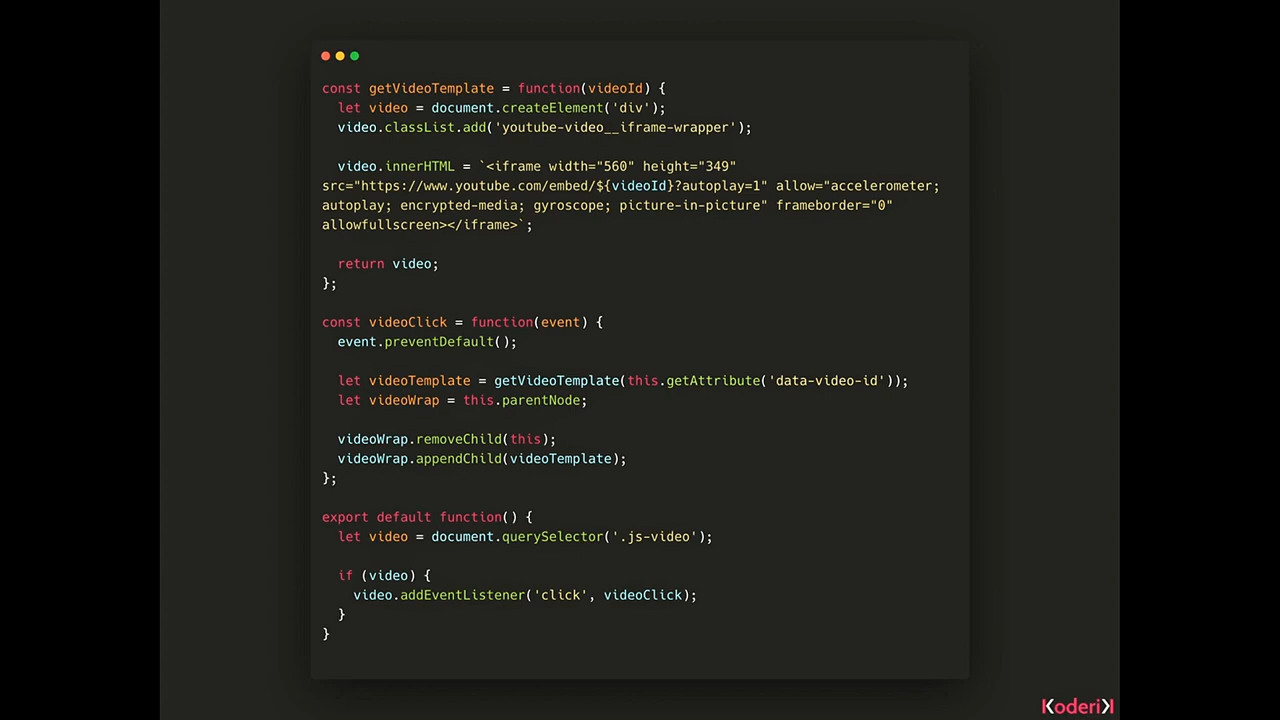 const getVideoTemplate = function(videoId) {
  let video = document.createElement('div');
  video.classList.add('youtube-video__iframe-wrapper');
  video.innerHTML = `<iframe width="560" height="349"
src="https://www.youtube.com/embed/${videoId}?autoplay=1" allow="accelerometer;
autoplay; encrypted-media; gyroscope; picture-in-picture" frameborder="0"
allowfullscreen></iframe>`;
  return video;
};
const videoClick = function(event) {
  event.preventDefault();
  let videoTemplate = getVideoTemplate(this.getAttribute('data-video-id'));
  let videoWrap = this.parentNode;
  videoWrap.removeChild(this);
  videoWrap.appendChild(videoTemplate);
};
export default function() {
  let video = document.querySelector('.js-video');
  if (video) {
    video.addEventListener('click', videoClick);
  }
}
KoderiK